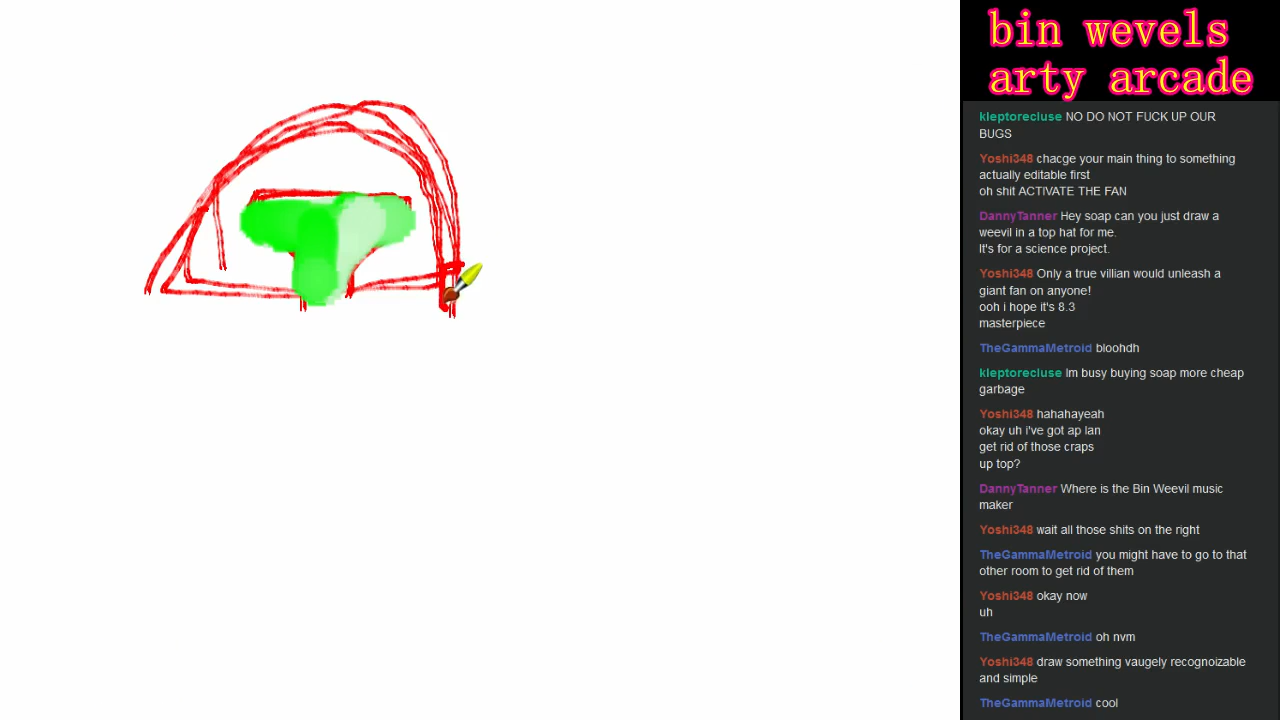 bin wevels
arty arcade
kleptorecluse NO DO NOT FUCK UP OUR
BUGS
Yoshi348 chacge your main thing to something
actually editable first
oh shit ACTIVATE THE FAN
DannyTanner Hey soap can you just draw a
weevil in a top hat for me.
It's for a science project.
Yoshi348 Only a true villian would unleash a
giant fan on anyone!
ooh i hope it's 8.3
masterpiece
TheGammaMetroid bloohdh
kleptorecluse Im busy buying soap more cheap
garbage
Yoshi348 hahahayeah
okay uh i've got ap lan
get rid of those craps
up top?
DannyTanner Where is the Bin Weevil music
maker
Yoshi348 wait all those shits on the right
TheGammaMetroid you might have to go to that
other room to get rid of them
Yoshi348 okay now
uh
TheGammaMetroid oh nvm
Yoshi348 draw something vaugely recognoizable
and simple
TheGammaMetroid cool